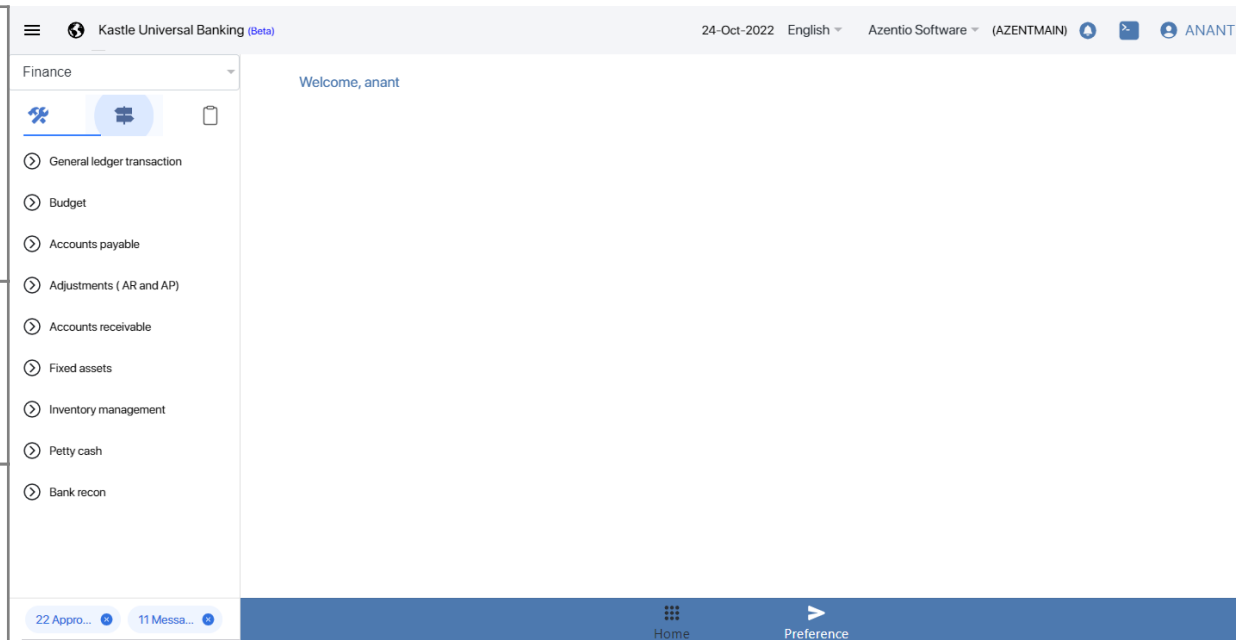 Kastle Universal Banking (Beta) 24-Oct-2022 English Azentio Software (AZENTMAIN) ANANT
Finance
Welcome, anant
General ledger transaction
Budget
Accounts payable
Adjustments ( AR and AP)
Accounts receivable
Fixed assets
Inventory management
Petty cash
Bank recon
22 Appro... 11 Messa...
Home Preference